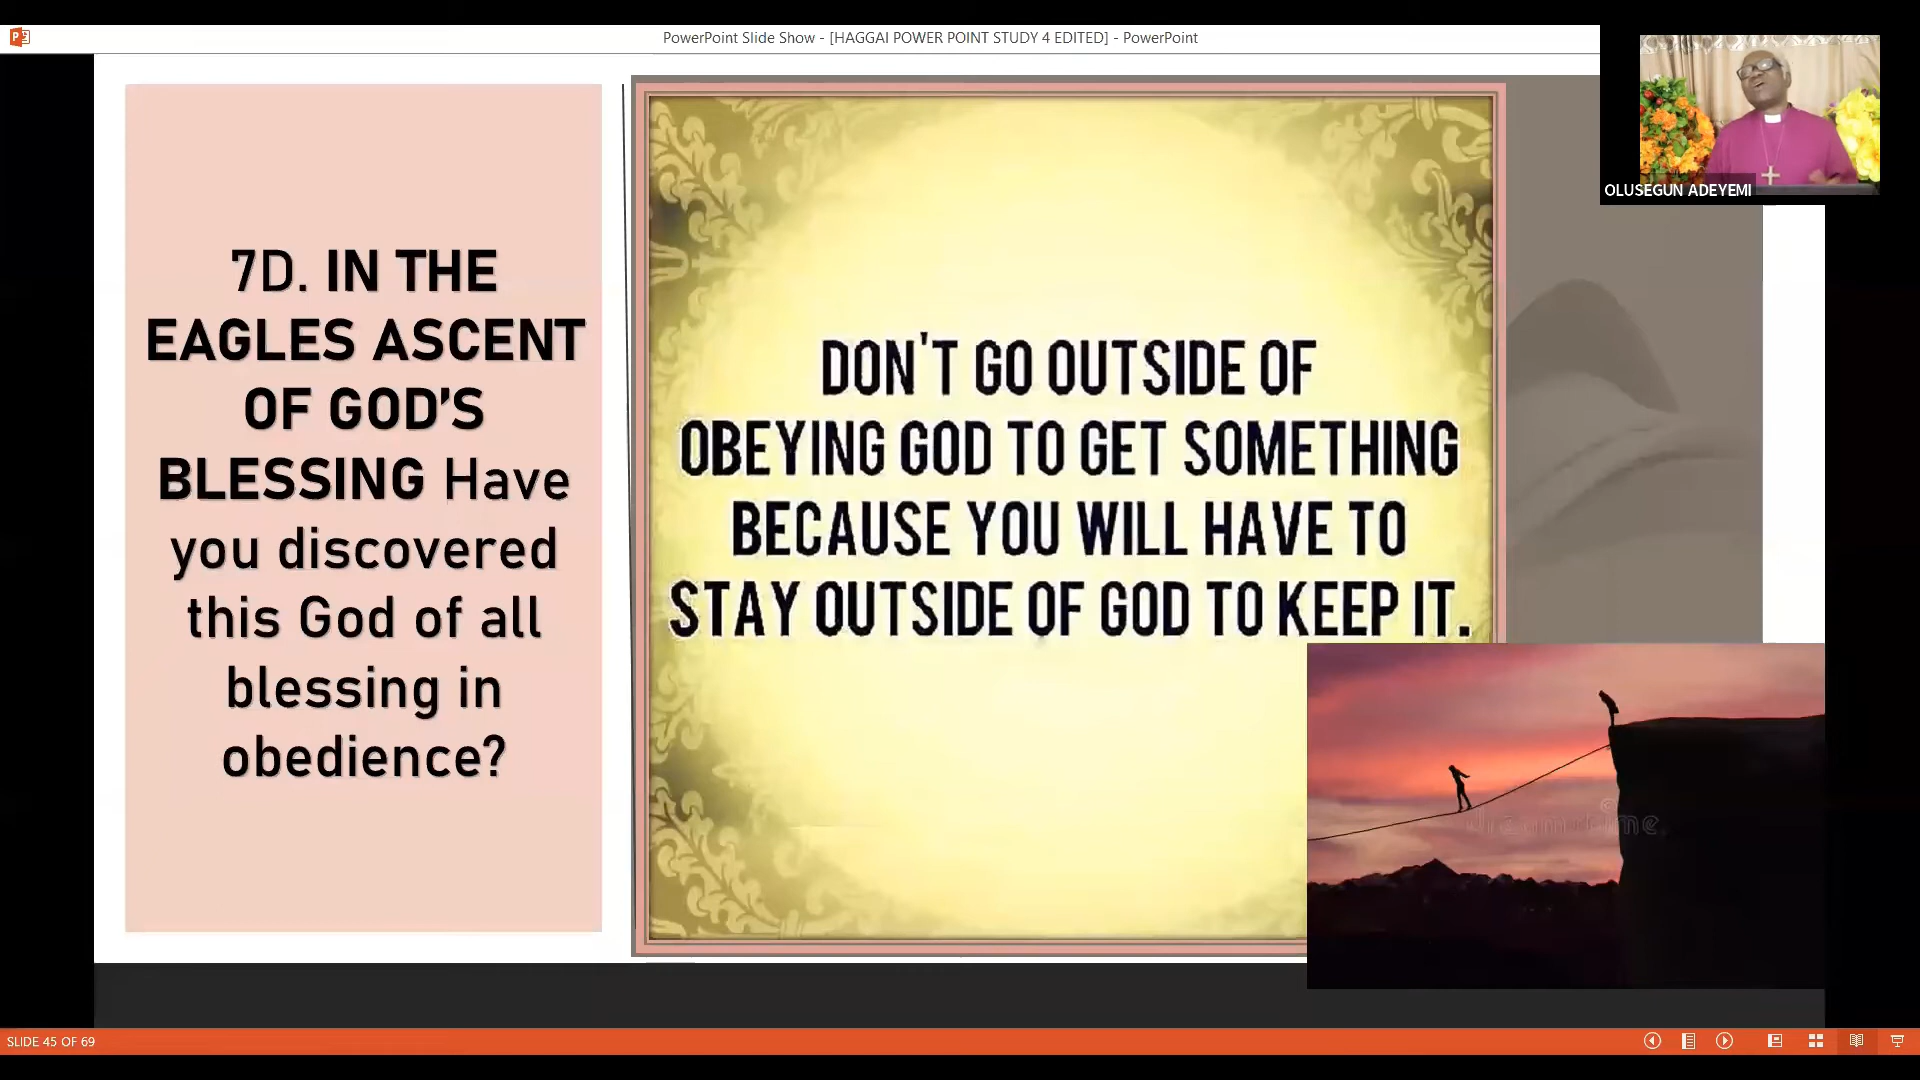 PowerPoint Slide Show - [HAGGAI POWER POINT STUDY 4 EDITED] - PowerPoint
OLUSEGUN ADEYEMI
7D. IN THE
EAGLES ASCENT
OF GOD'S
BLESSING Have
you discovered
this God of all
blessing in
obedience?
DON'T GO OUTSIDE OF
OBEYING GOD TO GET SOMETHING
BECAUSE YOU WILL HAVE TO
STAY OUTSIDE OF GOD TO KEEP IT.
dreamstime
SLIDE 45 OF 69